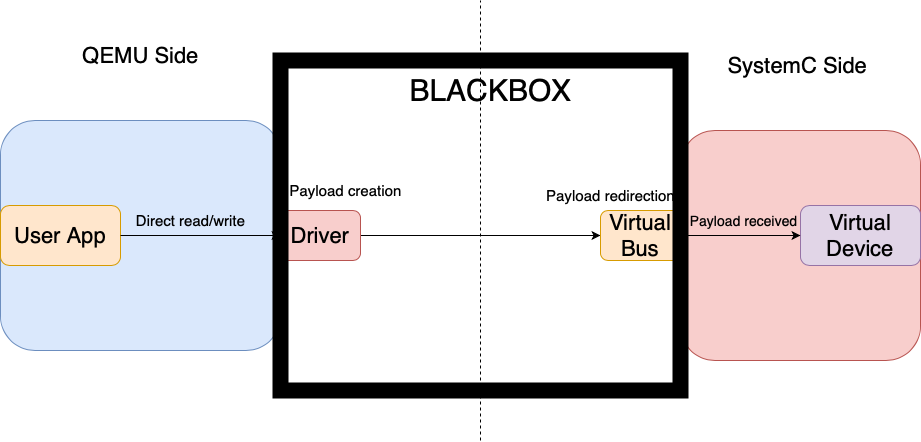 QEMU Side
SystemC Side
BLACKBOX
Payload creation
Payload redirection
User App
Direct read/write
Driver
Virtual
Bus
Payload received
Virtual
Device